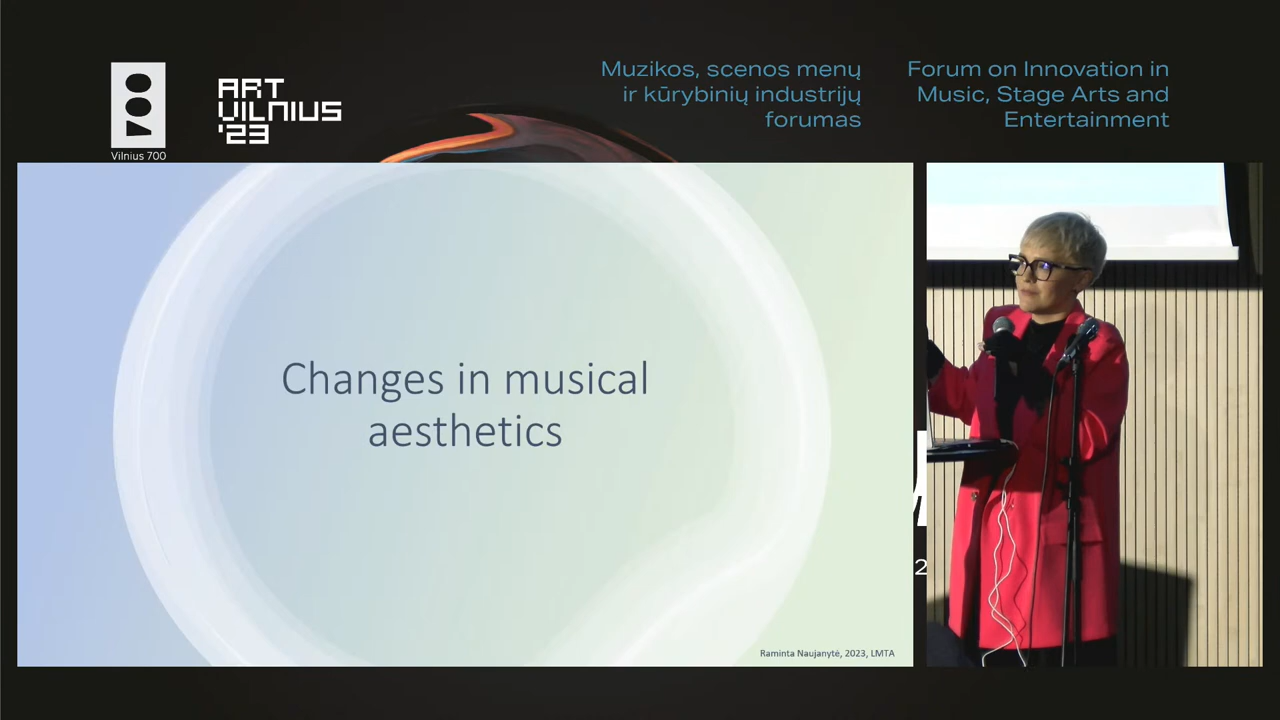 Vilnius 700
ART
VILNIUS
'23
Muzikos, scenos menų
ir kūrybinių industrijų
forumas
Forum on Innovation in
Music, Stage Arts and
Entertainment
Changes in musical
aesthetics
Raminta Naujanytė, 2023, LMTA
2